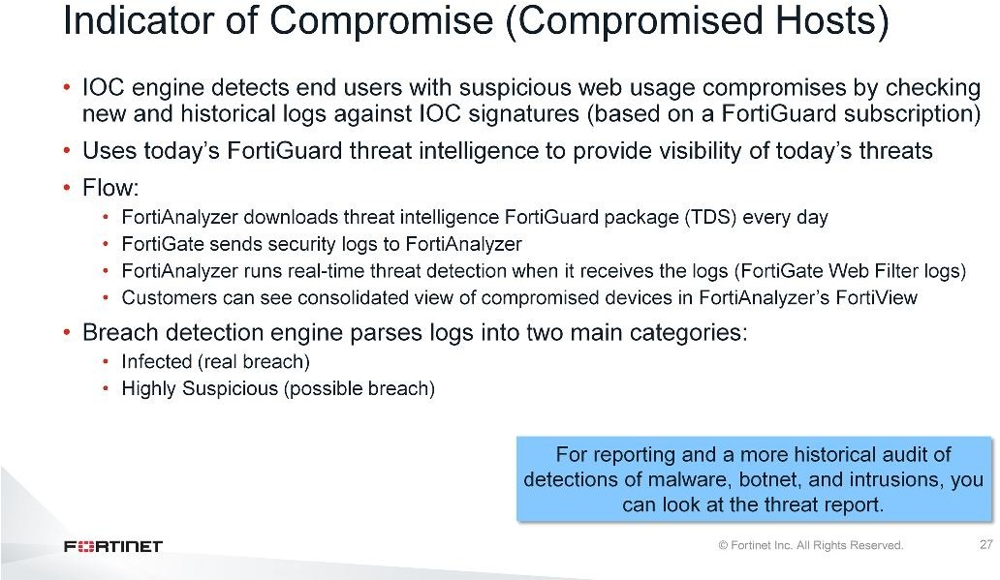 Indicator of Compromise (Compromised Hosts)
• IOC engine detects end users with suspicious web usage compromises by checking
new and historical logs against IOC signatures (based on a FortiGuard subscription)
• Uses today's FortiGuard threat intelligence to provide visibility of today's threats
• Flow:
• FortiAnalyzer downloads threat intelligence FortiGuard package (TDS) every day
• FortiGate sends security logs to FortiAnalyzer
• FortiAnalyzer runs real-time threat detection when it receives the logs (FortiGate Web Filter logs)
• Customers can see consolidated view of compromised devices in FortiAnalyzer's FortiView
• Breach detection engine parses logs into two main categories:
• Infected (real breach)
• Highly Suspicious (possible breach)
For reporting and a more historical audit of
detections of malware, botnet, and intrusions, you
can look at the threat report.
FORTINET
© Fortinet Inc. All Rights Reserved.
27